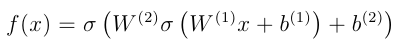 f(x) = σ (W⁽²⁾σ (W⁽¹⁾x + b⁽¹⁾) + b⁽²⁾)